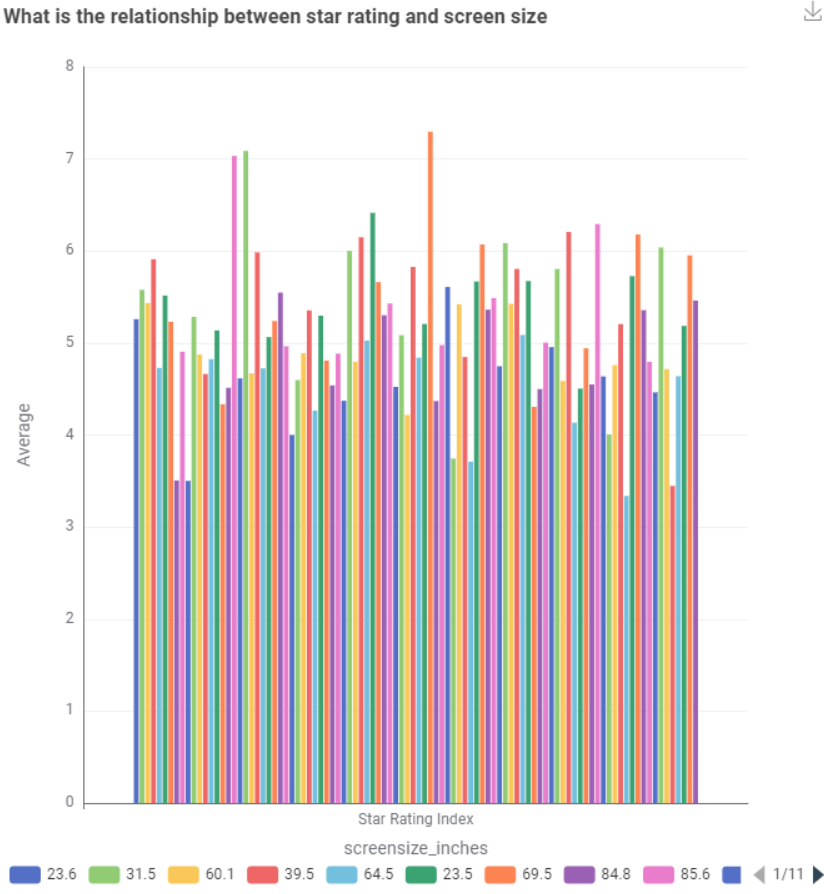 What is the relationship between star rating and screen size
8
7
6
5
4
3
2
1
0
Average
Star Rating Index
screensize_inches
23.6 31.5 60.1 39.5 64.5 23.5 69.5 84.8 85.6 1/11